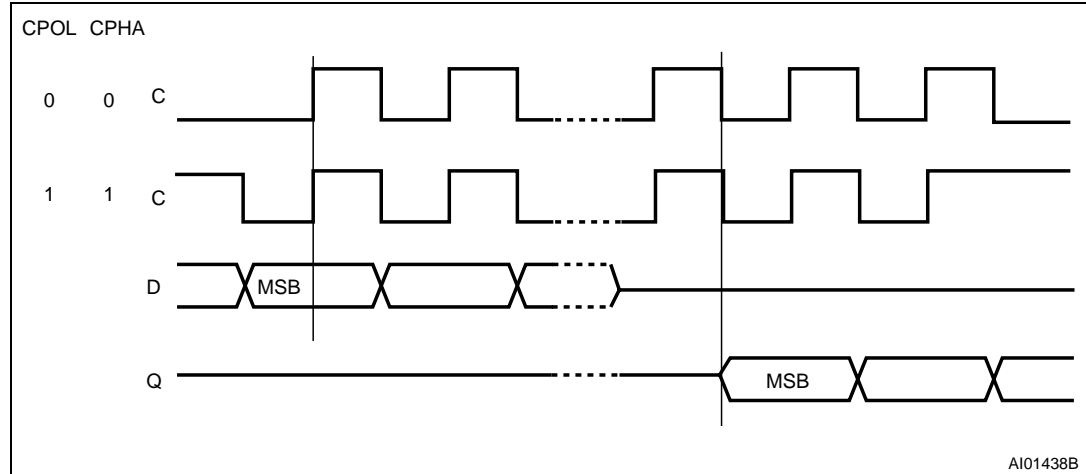 CPOL CPHA
0 0 C
1 1 C
D MSB
Q MSB
AI01438B